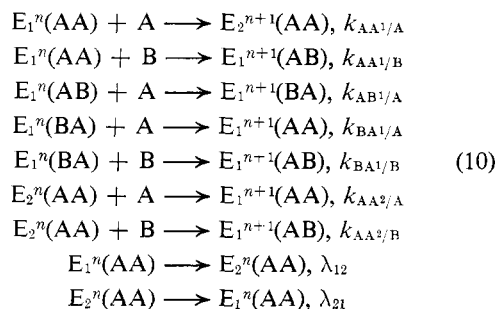 E₁ⁿ(AA) + A ⟶ E₂ⁿ⁺¹(AA), k_AA¹/A
E₁ⁿ(AA) + B ⟶ E₁ⁿ⁺¹(AB), k_AA¹/B
E₁ⁿ(AB) + A ⟶ E₁ⁿ⁺¹(BA), k_AB¹/A
E₁ⁿ(BA) + A ⟶ E₁ⁿ⁺¹(AA), k_BA¹/A
E₁ⁿ(BA) + B ⟶ E₁ⁿ⁺¹(AB), k_BA¹/B (10)
E₂ⁿ(AA) + A ⟶ E₁ⁿ⁺¹(AA), k_AA²/A
E₂ⁿ(AA) + B ⟶ E₁ⁿ⁺¹(AB), k_AA²/B
E₁ⁿ(AA) ⟶ E₂ⁿ(AA), λ₁₂
E₂ⁿ(AA) ⟶ E₁ⁿ(AA), λ₂₁